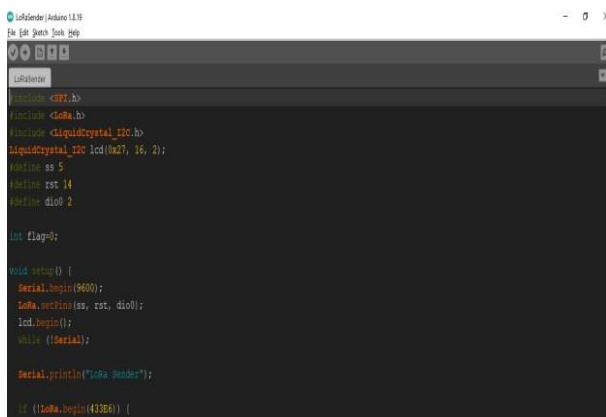 LoRaSender | Arduino 1.8.19
File Edit Sketch Tools Help
LoRaSender
#include <SPI.h>
#include <LoRa.h>
#include <LiquidCrystal_I2C.h>
LiquidCrystal_I2C lcd(0x27, 16, 2);
#define ss 5
#define rst 14
#define dio0 2
int flag=0;
void setup() {
Serial.begin(9600);
LoRa.setPins(ss, rst, dio0);
lcd.begin();
while (!Serial);
Serial.println("LoRa Sender");
if (!LoRa.begin(433E6)) {